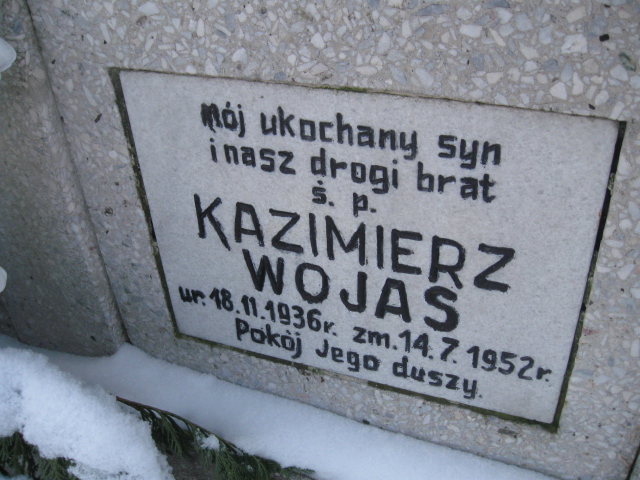 mój ukochany syn
i nasz drogi brat
ś. p.
KAZIMIERZ
WOJAS
ur. 18.11.1936r. zm. 14.7.1952r.
Pokój Jego duszy.